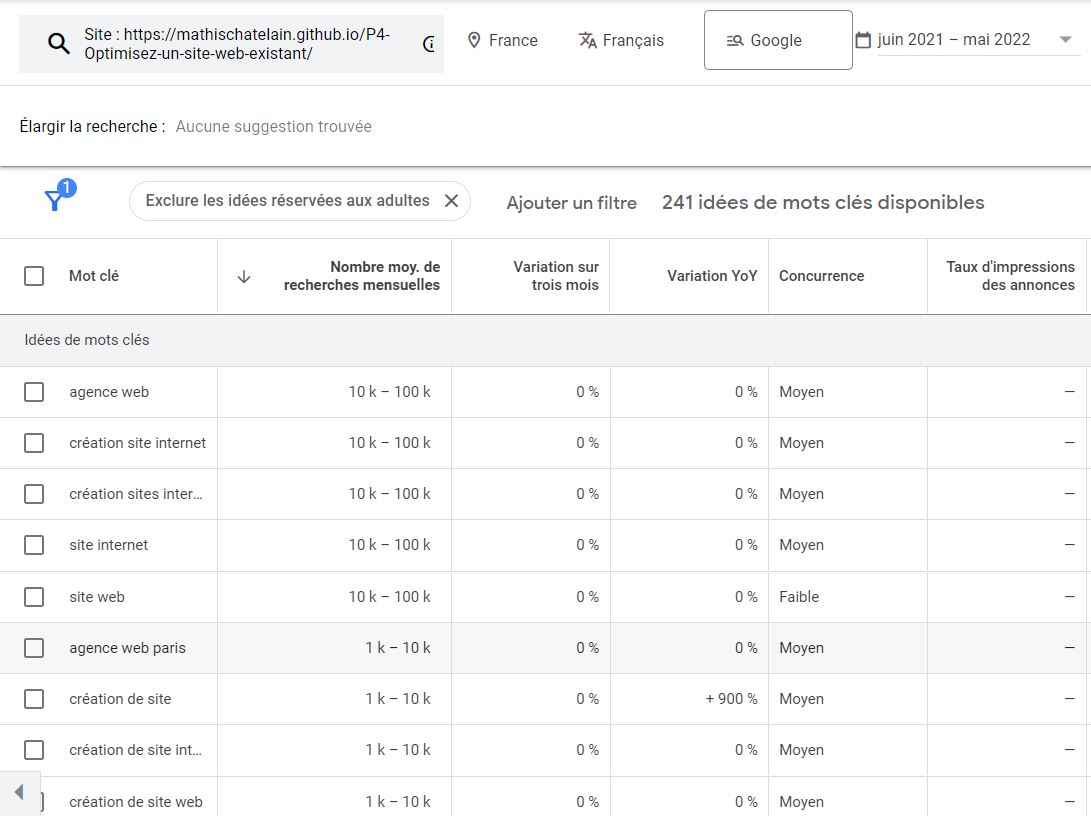 Site : https://mathischatelain.github.io/P4-
Optimisez-un-site-web-existant/
France
Français
Google
juin 2021 – mai 2022
Élargir la recherche : Aucune suggestion trouvée
1
Exclure les idées réservées aux adultes
Ajouter un filtre
241 idées de mots clés disponibles
Mot clé
Nombre moy. de
recherches mensuelles
Variation sur
trois mois
Variation YoY
Concurrence
Taux d'impressions
des annonces
Idées de mots clés
agence web 10 k – 100 k 0 % 0 % Moyen –
création site internet 10 k – 100 k 0 % 0 % Moyen –
création sites inter... 10 k – 100 k 0 % 0 % Moyen –
site internet 10 k – 100 k 0 % 0 % Moyen –
site web 10 k – 100 k 0 % 0 % Faible –
agence web paris 1 k – 10 k 0 % 0 % Moyen –
création de site 1 k – 10 k 0 % + 900 % Moyen –
création de site int... 1 k – 10 k 0 % 0 % Moyen –
création de site web 1 k – 10 k 0 % 0 % Moyen –